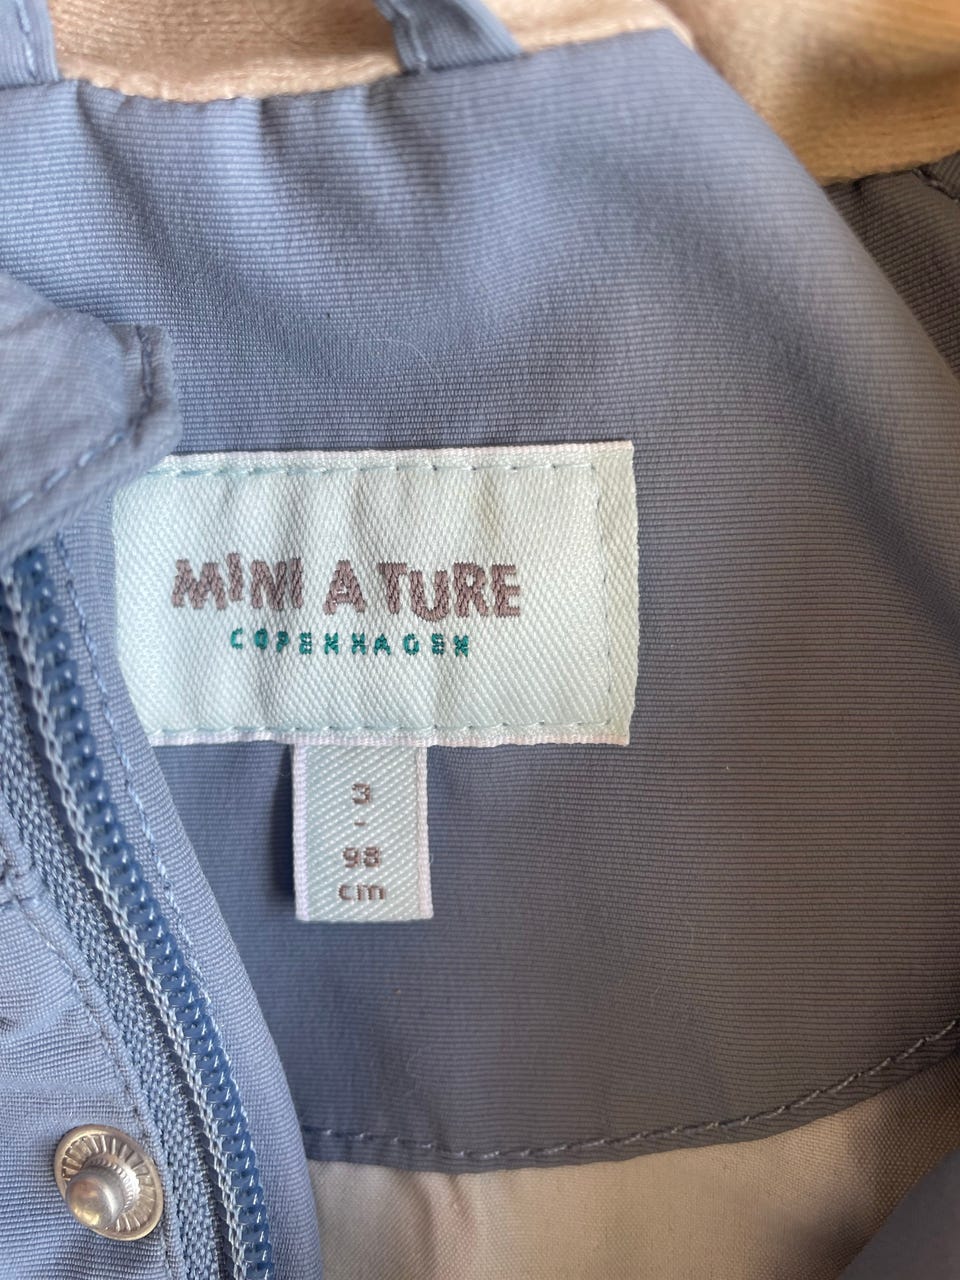 MINI A TURE
COPENHAGEN
3
-
98
cm